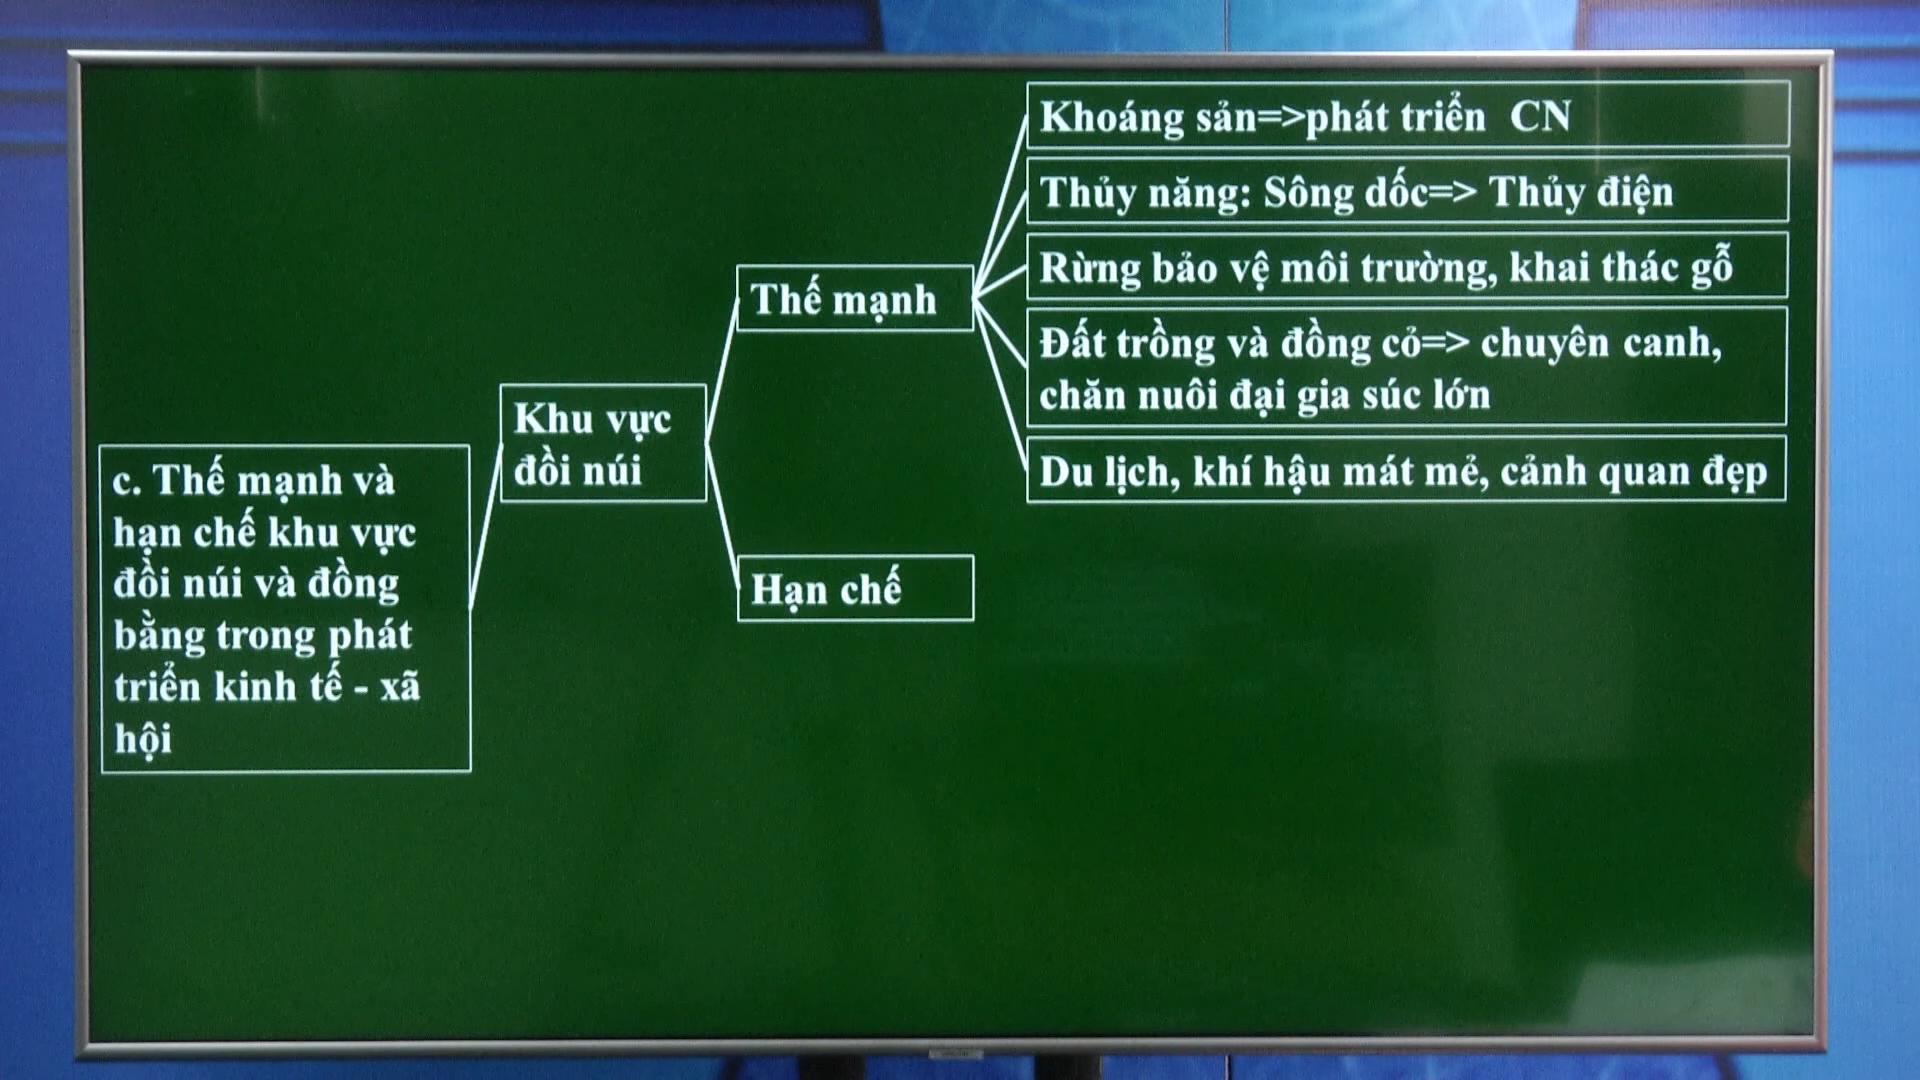 c. Thế mạnh và
hạn chế khu vực
đồi núi và đồng
bằng trong phát
triển kinh tế - xã
hội
Khu vực
đồi núi
Thế mạnh
Khoáng sản=>phát triển CN
Thủy năng: Sông dốc=> Thủy điện
Rừng bảo vệ môi trường, khai thác gỗ
Đất trồng và đồng cỏ=> chuyên canh,
chăn nuôi đại gia súc lớn
Du lịch, khí hậu mát mẻ, cảnh quan đẹp
Hạn chế